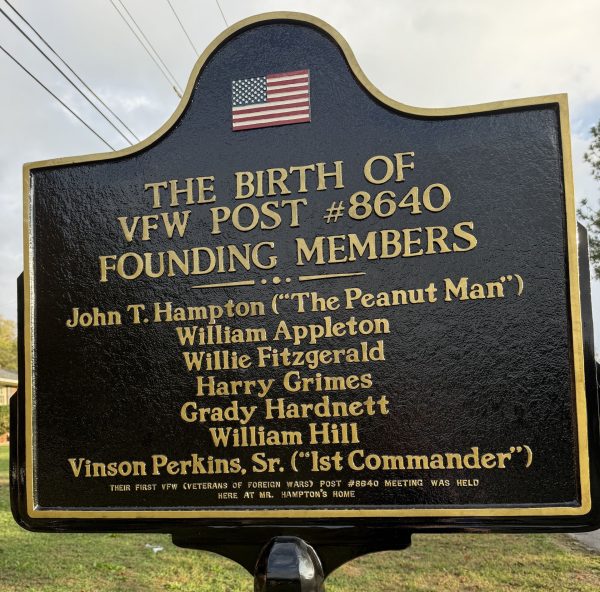 THE BIRTH OF
VFW POST #8640
FOUNDING MEMBERS
John T. Hampton ("The Peanut Man")
William Appleton
Willie Fitzgerald
Harry Grimes
Grady Hardnett
William Hill
Vinson Perkins, Sr. ("1st Commander")
THEIR FIRST VFW (VETERANS OF FOREIGN WARS) POST #8640 MEETING WAS HELD
HERE AT MR. HAMPTON'S HOME